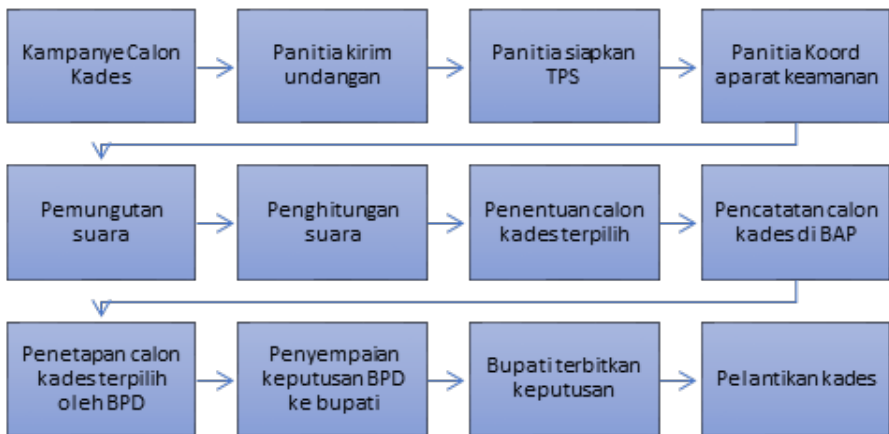 Kampanye Calon
Kades
Panitia kirim
undangan
Panitia siapkan
TPS
Panitia Koord
aparat keamanan
Pemungutan
suara
Penghitungan
suara
Penentuan calon
kades terpilih
Pencatatan calon
kades di BAP
Penetapan calon
kades terpilih
oleh BPD
Penyempaian
keputusan BPD
ke bupati
Bupati terbitkan
keputusan
Pelantikan kades